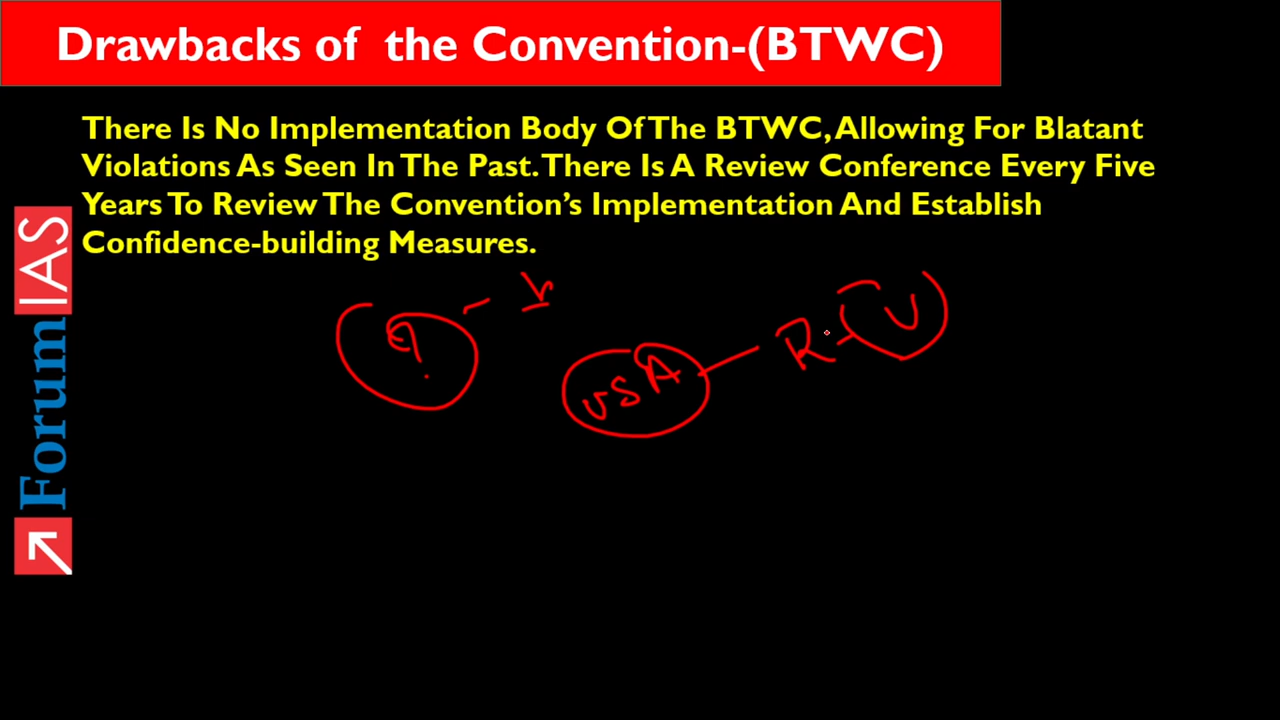 Drawbacks of the Convention-(BTWC)
There Is No Implementation Body Of The BTWC, Allowing For Blatant
Violations As Seen In The Past. There Is A Review Conference Every Five
Years To Review The Convention's Implementation And Establish
Confidence-building Measures.
?
USA
R
U
ForumIAS